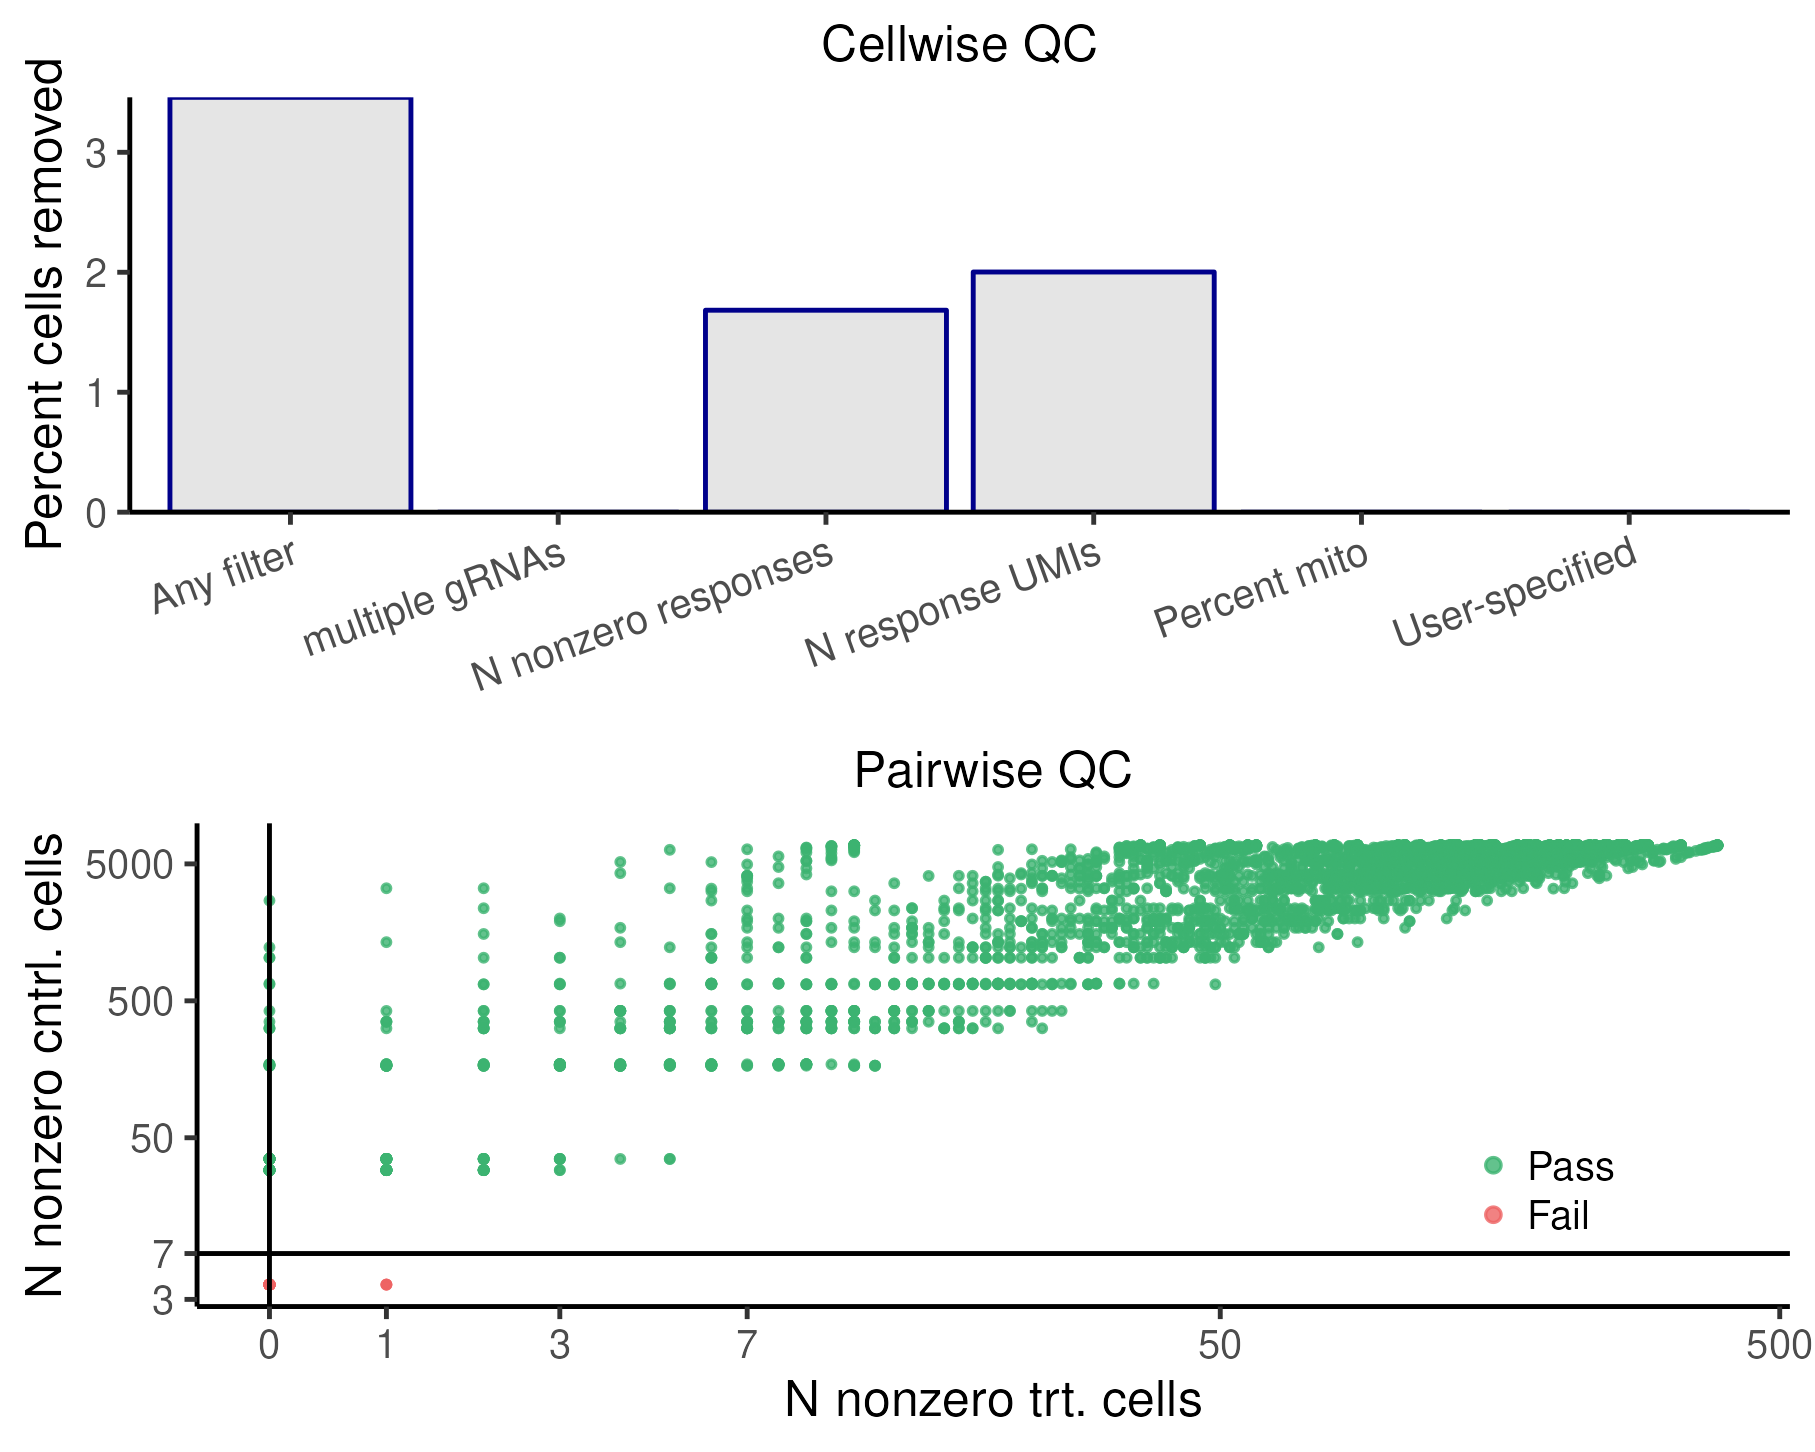 Cellwise QC
Percent cells removed
3
2
1
0
Any filter
multiple gRNAs
N nonzero responses
N response UMIs
Percent mito
User-specified
Pairwise QC
N nonzero cntrl. cells
5000
500
50
7
3
Pass
Fail
0 1 3 7 50 500
N nonzero trt. cells